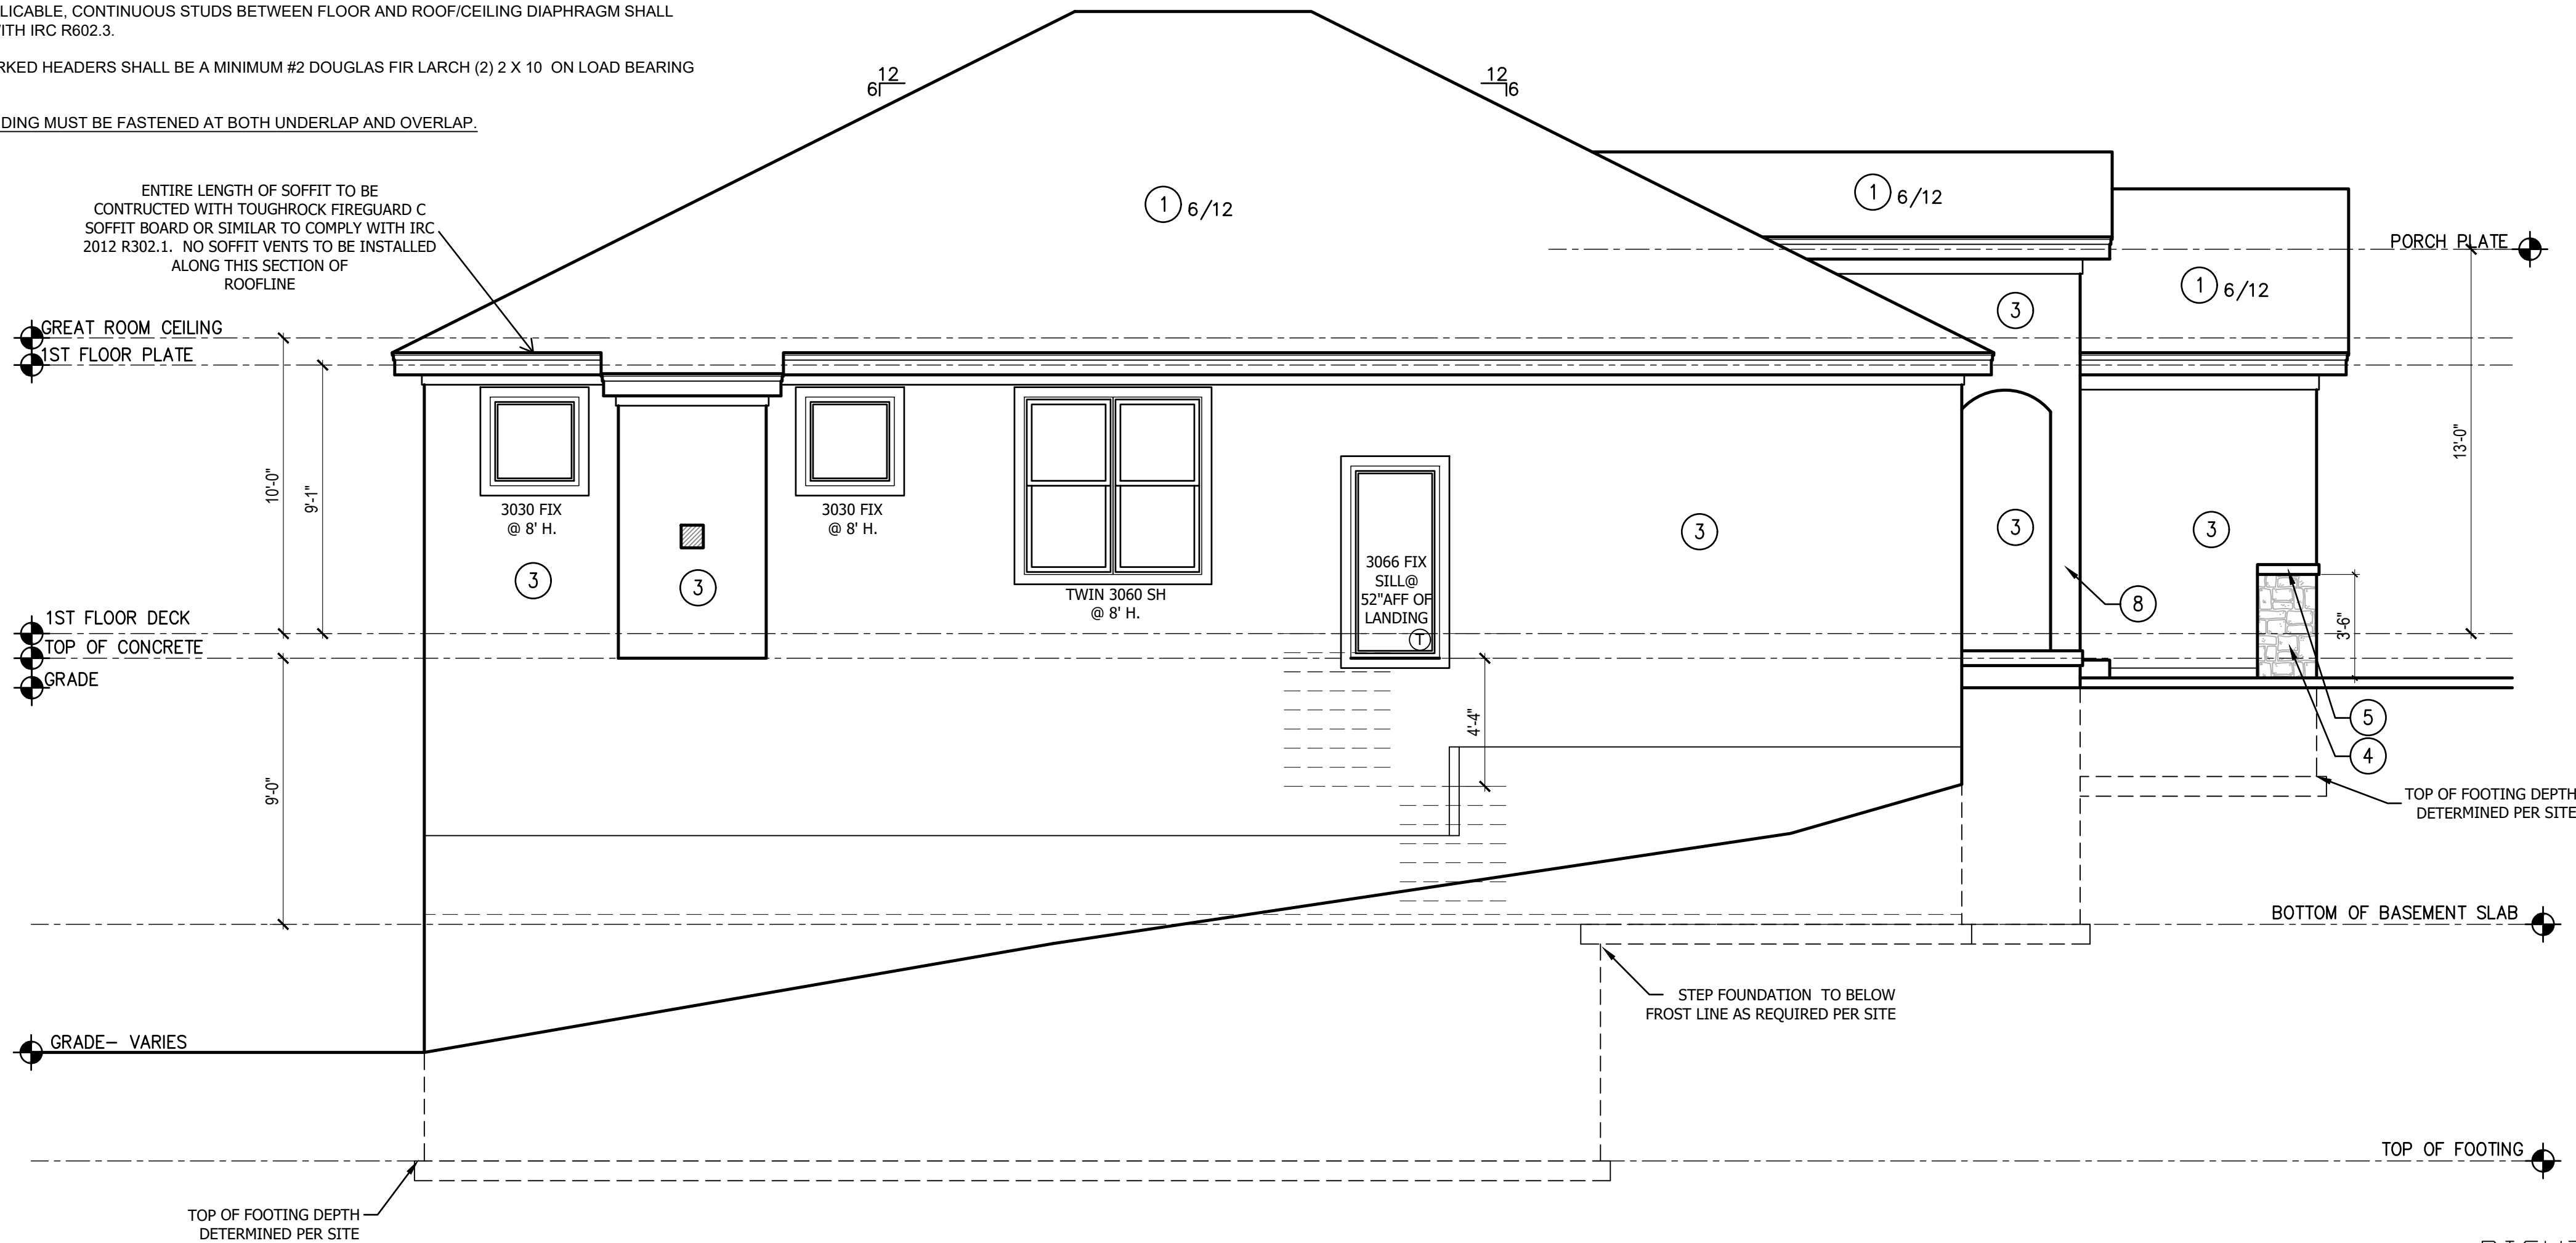 CONTINUOUS STUDS BETWEEN FLOOR AND ROOF/CEILING DIAPHRAGM SHALL
IRC R602.3.
HEADERS SHALL BE A MINIMUM #2 DOUGLAS FIR LARCH (2) 2 X 10 ON LOAD BEARING
MUST BE FASTENED AT BOTH UNDERLAP AND OVERLAP.
12
6
12
6
ENTIRE LENGTH OF SOFFIT TO BE
CONTRUCTED WITH TOUGHROCK FIREGUARD C
SOFFIT BOARD OR SIMILAR TO COMPLY WITH IRC
2012 R302.1. NO SOFFIT VENTS TO BE INSTALLED
ALONG THIS SECTION OF
ROOFLINE
1 6/12
1 6/12
PORCH PLATE
1 6/12
3
GREAT ROOM CEILING
1ST FLOOR PLATE
10'-0"
9'-1"
13'-0"
3030 FIX
@ 8' H.
3030 FIX
@ 8' H.
3
3
TWIN 3060 SH
@ 8' H.
3066 FIX
SILL@
52"AFF OF
LANDING
T
3
3
3
8
3'-6"
1ST FLOOR DECK
TOP OF CONCRETE
GRADE
4'-4"
5
4
9'-0"
TOP OF FOOTING DEPTH
DETERMINED PER SITE
BOTTOM OF BASEMENT SLAB
STEP FOUNDATION TO BELOW
FROST LINE AS REQUIRED PER SITE
GRADE- VARIES
TOP OF FOOTING
TOP OF FOOTING DEPTH
DETERMINED PER SITE